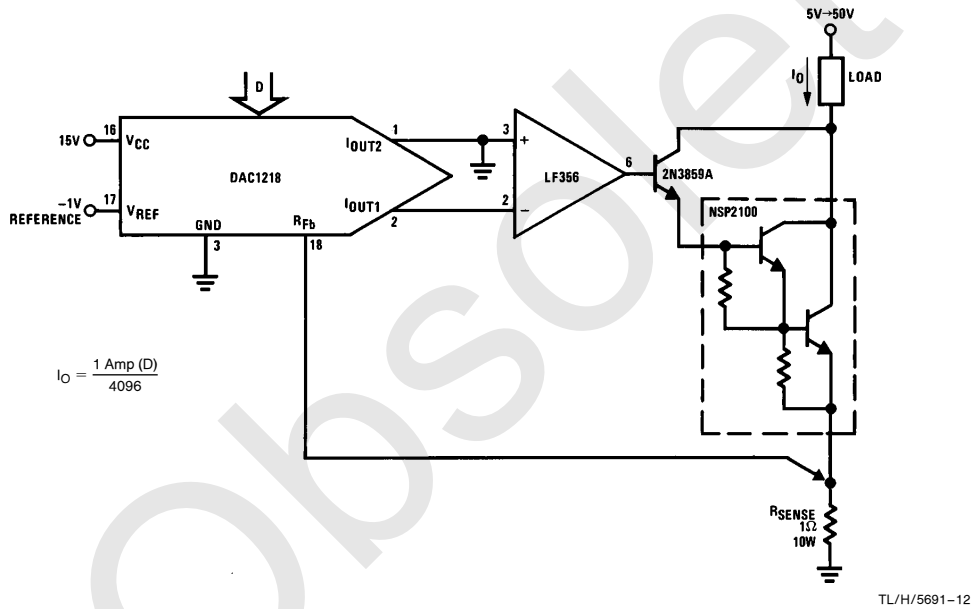 5V→50V
I_O
LOAD
D
15V
16
V_CC
I_OUT2
1
3
+
DAC1218
LF356
6
2N3859A
-1V
REFERENCE
17
V_REF
I_OUT1
2
2
−
GND
3
R_Fb
18
NSP2100
I_O = 1 Amp (D)
4096
R_SENSE
1Ω
10W
TL/H/5691–12
Obsolet